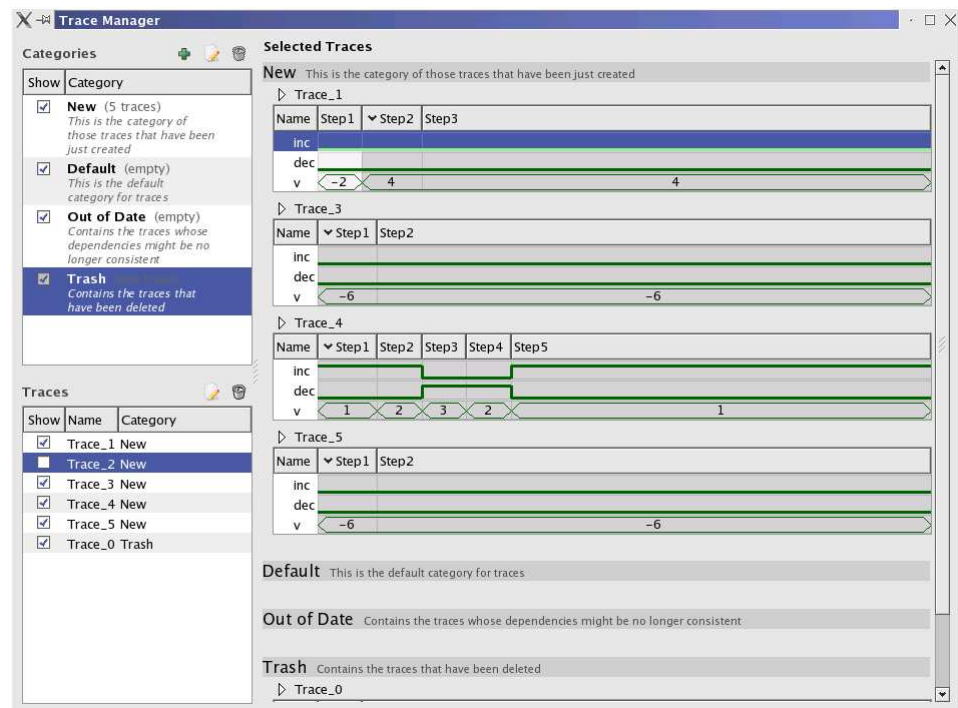 Trace Manager
Categories
Show Category
New (5 traces)
This is the category of
those traces that have been
just created
Default (empty)
This is the default
category for traces
Out of Date (empty)
Contains the traces whose
dependencies might be no
longer consistent
Trash
Contains the traces that
have been deleted
Traces
Show Name Category
Trace_1 New
Trace_2 New
Trace_3 New
Trace_4 New
Trace_5 New
Trace_0 Trash
Selected Traces
New This is the category of those traces that have been just created
Trace_1
Name Step1 Step2 Step3
inc
dec
v -2 4 4
Trace_3
Name Step1 Step2
inc
dec
v -6 -6
Trace_4
Name Step1 Step2 Step3 Step4 Step5
inc
dec
v 1 2 3 2 1
Trace_5
Name Step1 Step2
inc
dec
v -6 -6
Default This is the default category for traces
Out of Date Contains the traces whose dependencies might be no longer consistent
Trash Contains the traces that have been deleted
Trace_0